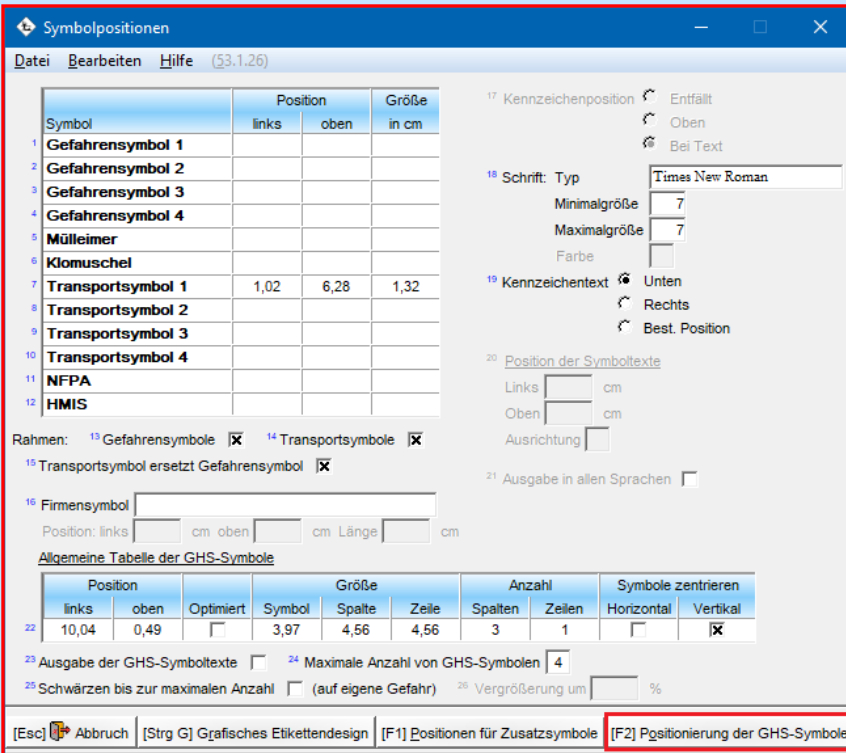 Symbolpositionen
Datei Bearbeiten Hilfe (53.1.26)
Position Größe
Symbol links oben in cm
1 Gefahrensymbol 1
2 Gefahrensymbol 2
3 Gefahrensymbol 3
4 Gefahrensymbol 4
5 Mülleimer
6 Klomuschel
7 Transportsymbol 1 1,02 6,28 1,32
8 Transportsymbol 2
9 Transportsymbol 3
10 Transportsymbol 4
11 NFPA
12 HMIS
Rahmen: 13 Gefahrensymbole 14 Transportsymbole
15 Transportsymbol ersetzt Gefahrensymbol
16 Firmensymbol
Position: links cm oben cm Länge cm
17 Kennzeichenposition Entfällt
Oben
Bei Text
18 Schrift: Typ Times New Roman
Minimalgröße 7
Maximalgröße 7
Farbe
19 Kennzeichentext Unten
Rechts
Best. Position
20 Position der Symboltexte
Links cm
Oben cm
Ausrichtung
21 Ausgabe in allen Sprachen
Allgemeine Tabelle der GHS-Symbole
Position Größe Anzahl Symbole zentrieren
links oben Optimiert Symbol Spalte Zeile Spalten Zeilen Horizontal Vertikal
22 10,04 0,49 3,97 4,56 4,56 3 1
23 Ausgabe der GHS-Symboltexte 24 Maximale Anzahl von GHS-Symbolen 4
25 Schwärzen bis zur maximalen Anzahl (auf eigene Gefahr) 26 Vergrößerung um %
[Esc] Abbruch [Strg G] Grafisches Etikettendesign [F1] Positionen für Zusatzsymbole [F2] Positionierung der GHS-Symbole